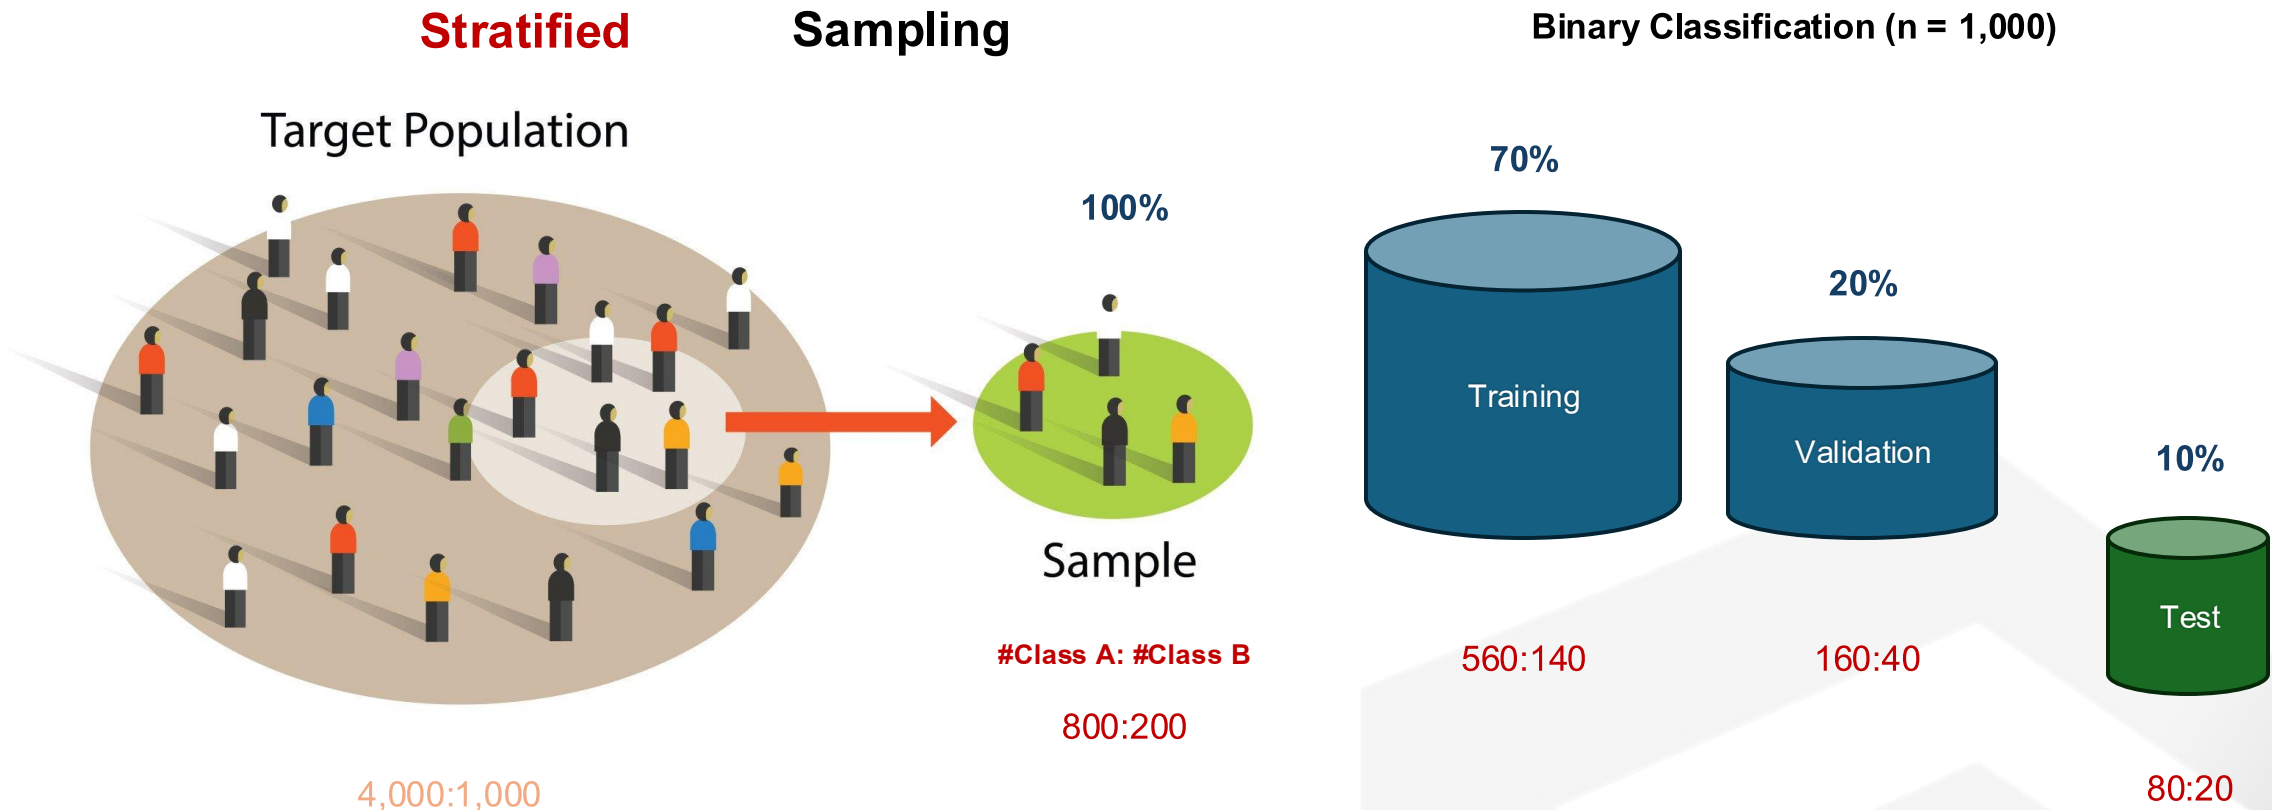 Stratified Sampling
Binary Classification (n = 1,000)
Target Population
100%
70%
20%
10%
Training
Validation
Test
Sample
#Class A: #Class B
800:200
560:140
160:40
80:20
4,000:1,000